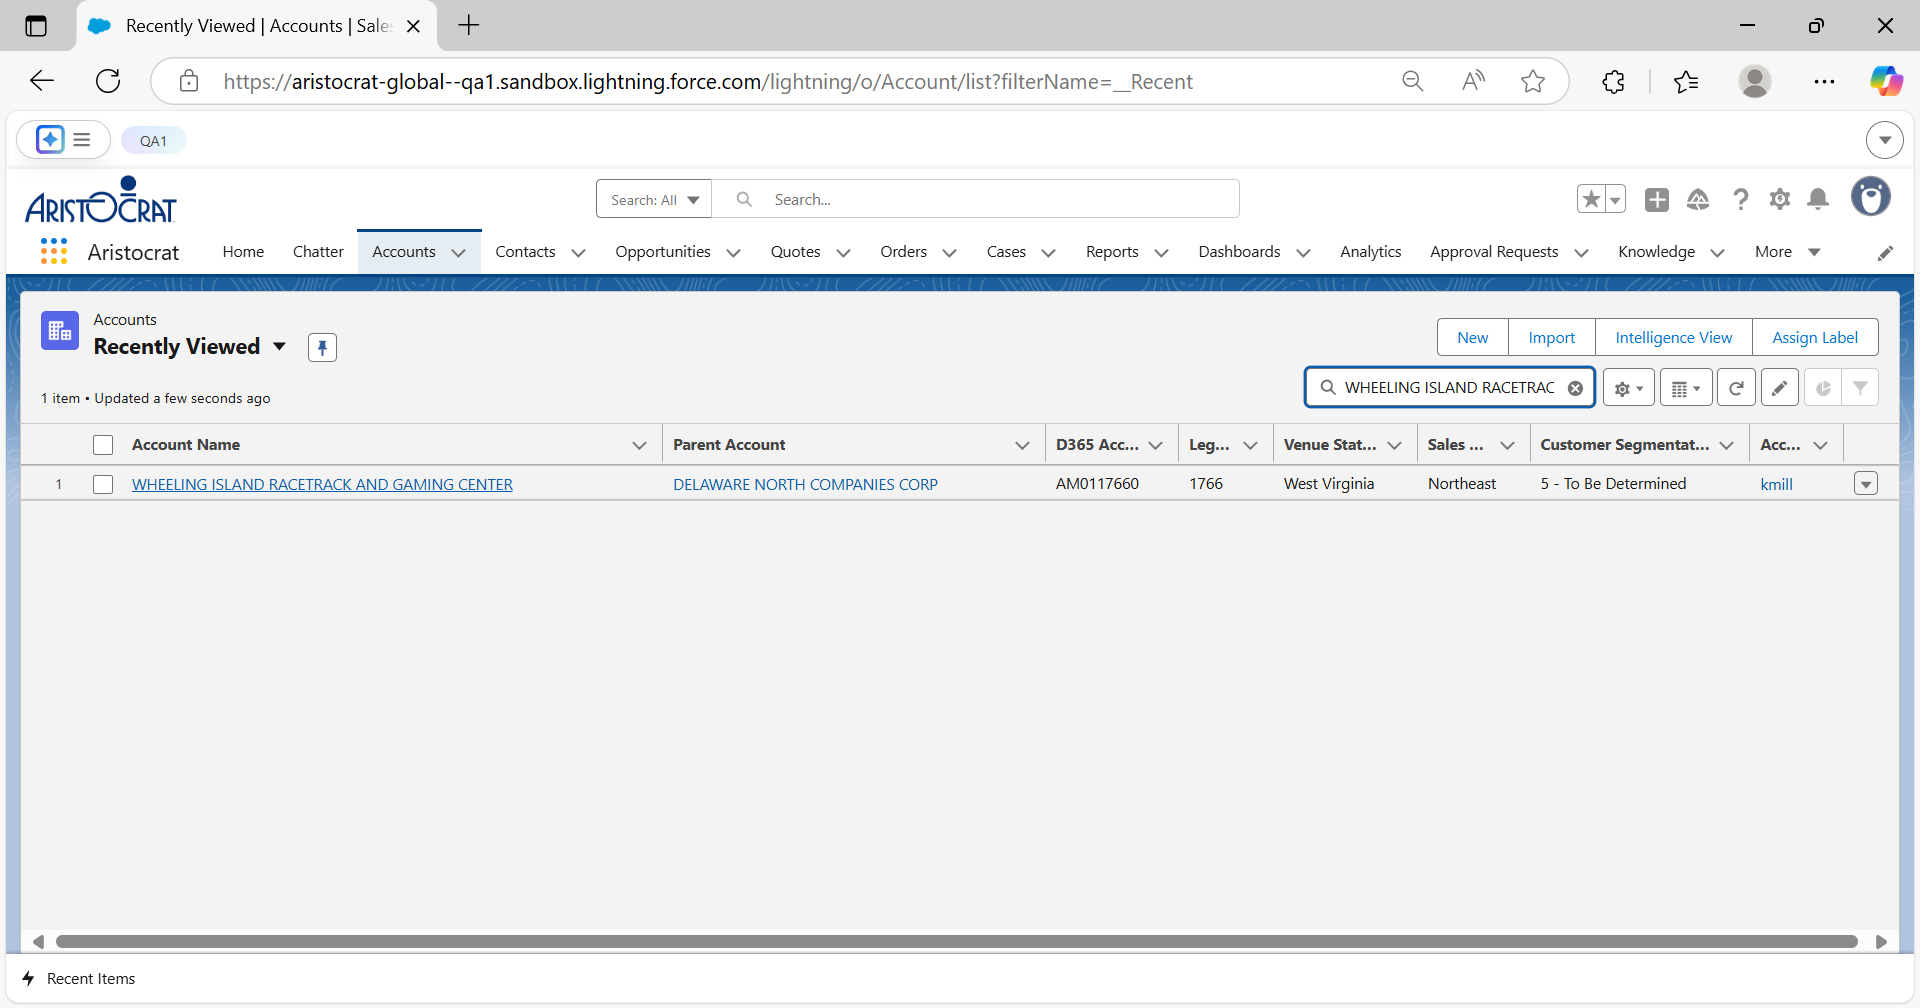 Recently Viewed | Accounts | Sales
https://aristocrat-global--qa1.sandbox.lightning.force.com/lightning/o/Account/list?filterName=__Recent
QA1
ARISTOCRAT
Search: All
Search...
Aristocrat
Home
Chatter
Accounts
Contacts
Opportunities
Quotes
Orders
Cases
Reports
Dashboards
Analytics
Approval Requests
Knowledge
More
Accounts
Recently Viewed
New
Import
Intelligence View
Assign Label
1 item • Updated a few seconds ago
WHEELING ISLAND RACETRAC
Account Name
Parent Account
D365 Acc...
Leg...
Venue Stat...
Sales ...
Customer Segmentat...
Acc...
1
WHEELING ISLAND RACETRACK AND GAMING CENTER
DELAWARE NORTH COMPANIES CORP
AM0117660
1766
West Virginia
Northeast
5 - To Be Determined
kmill
Recent Items